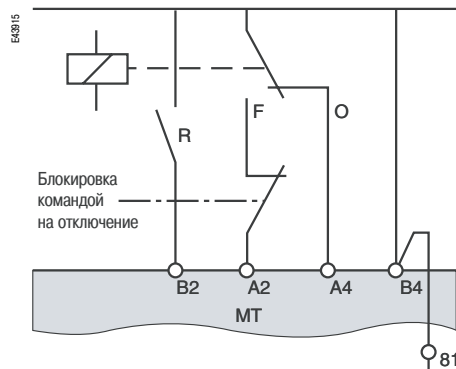 E43915
R
F
O
Блокировка
командой
на отключение
B2
A2
A4
B4
MT
81